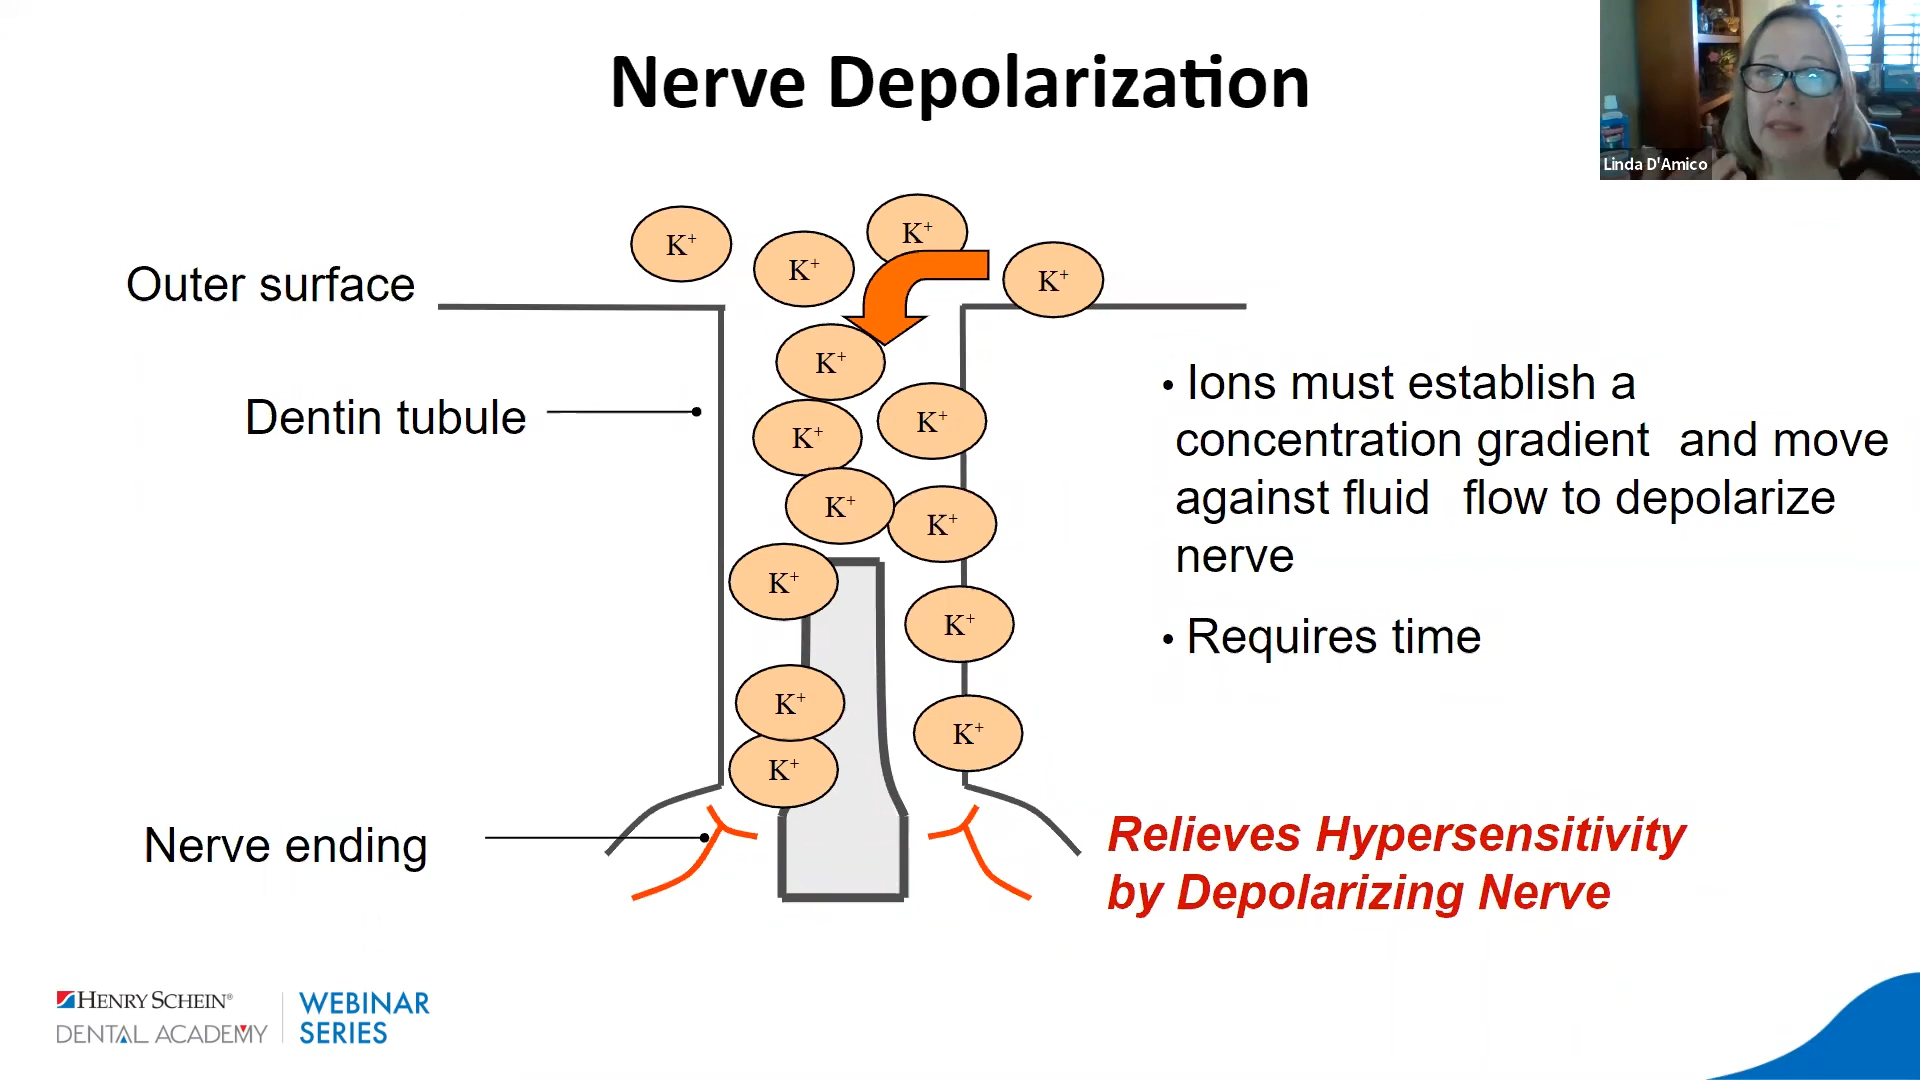 Nerve Depolarization
Linda D'Amico
K+
K+
K+
K+
Outer surface
K+
Dentin tubule
K+
K+
K+
K+
K+
K+
K+
K+
K+
• Ions must establish a
concentration gradient and move
against fluid flow to depolarize
nerve
• Requires time
Nerve ending
Relieves Hypersensitivity
by Depolarizing Nerve
HENRY SCHEIN®
DENTAL ACADEMY
WEBINAR
SERIES